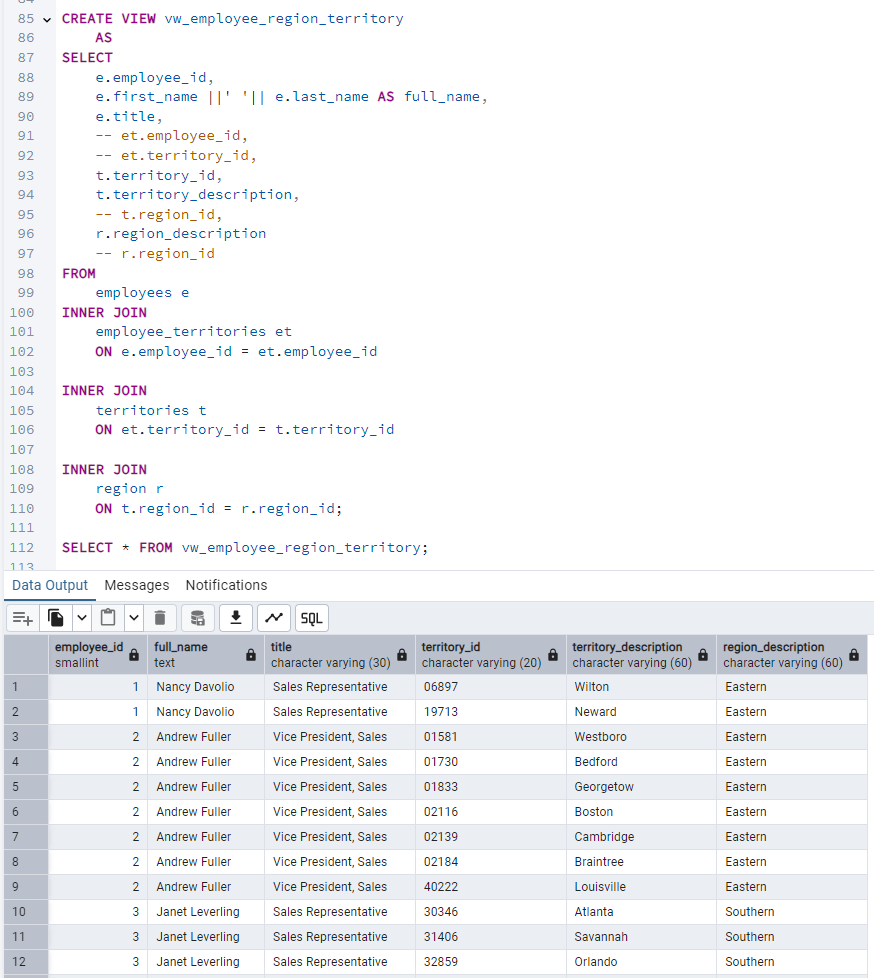 85 CREATE VIEW vw_employee_region_territory
86 AS
87 SELECT
88 e.employee_id,
89 e.first_name ||' '|| e.last_name AS full_name,
90 e.title,
91 -- et.employee_id,
92 -- et.territory_id,
93 t.territory_id,
94 t.territory_description,
95 -- t.region_id,
96 r.region_description
97 -- r.region_id
98 FROM
99 employees e
100 INNER JOIN
101 employee_territories et
102 ON e.employee_id = et.employee_id
103
104 INNER JOIN
105 territories t
106 ON et.territory_id = t.territory_id
107
108 INNER JOIN
109 region r
110 ON t.region_id = r.region_id;
111
112 SELECT * FROM vw_employee_region_territory;
113
Data Output Messages Notifications
SQL
employee_id full_name title territory_id territory_description region_description
smallint text character varying (30) character varying (20) character varying (60) character varying (60)
1 1 Nancy Davolio Sales Representative 06897 Wilton Eastern
2 1 Nancy Davolio Sales Representative 19713 Neward Eastern
3 2 Andrew Fuller Vice President, Sales 01581 Westboro Eastern
4 2 Andrew Fuller Vice President, Sales 01730 Bedford Eastern
5 2 Andrew Fuller Vice President, Sales 01833 Georgetow Eastern
6 2 Andrew Fuller Vice President, Sales 02116 Boston Eastern
7 2 Andrew Fuller Vice President, Sales 02139 Cambridge Eastern
8 2 Andrew Fuller Vice President, Sales 02184 Braintree Eastern
9 2 Andrew Fuller Vice President, Sales 40222 Louisville Eastern
10 3 Janet Leverling Sales Representative 30346 Atlanta Southern
11 3 Janet Leverling Sales Representative 31406 Savannah Southern
12 3 Janet Leverling Sales Representative 32859 Orlando Southern